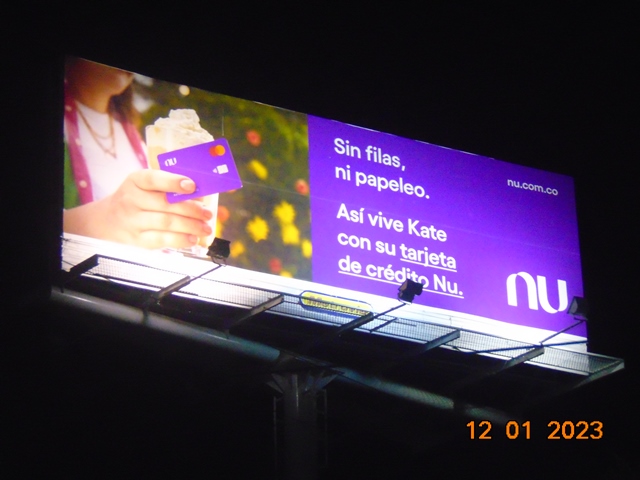 nu
Sin filas,
ni papeleo.
nu.com.co
Así vive Kate
con su tarjeta
de crédito Nu.
nu
12 01 2023